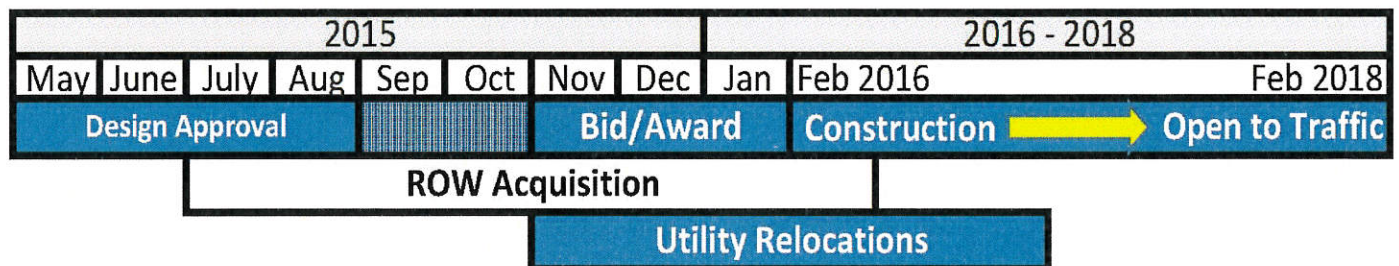 2015 2016 - 2018
May June July Aug Sep Oct Nov Dec Jan Feb 2016 Feb 2018
Design Approval Bid/Award Construction Open to Traffic
ROW Acquisition
Utility Relocations